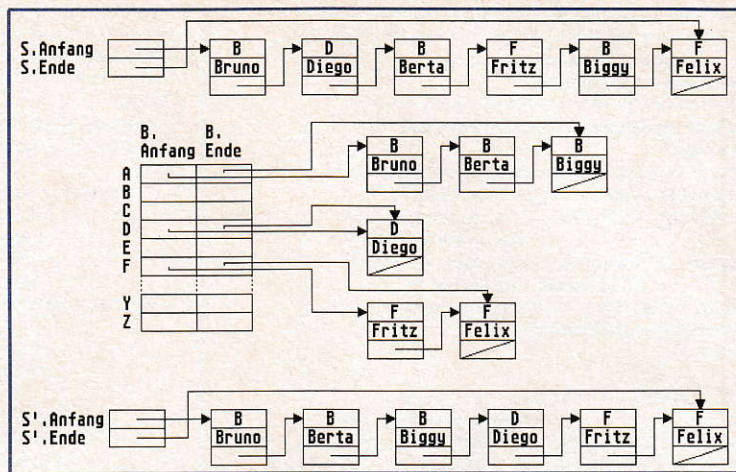 S.Anfang
S.Ende
B D B F B F
Bruno Diego Berta Fritz Biggy Felix
B. B.
Anfang Ende
A
B
C
D
E
F
Y
Z
B B B
Bruno Berta Biggy
D
Diego
F F
Fritz Felix
S'.Anfang
S'.Ende
B B B D F F
Bruno Berta Biggy Diego Fritz Felix